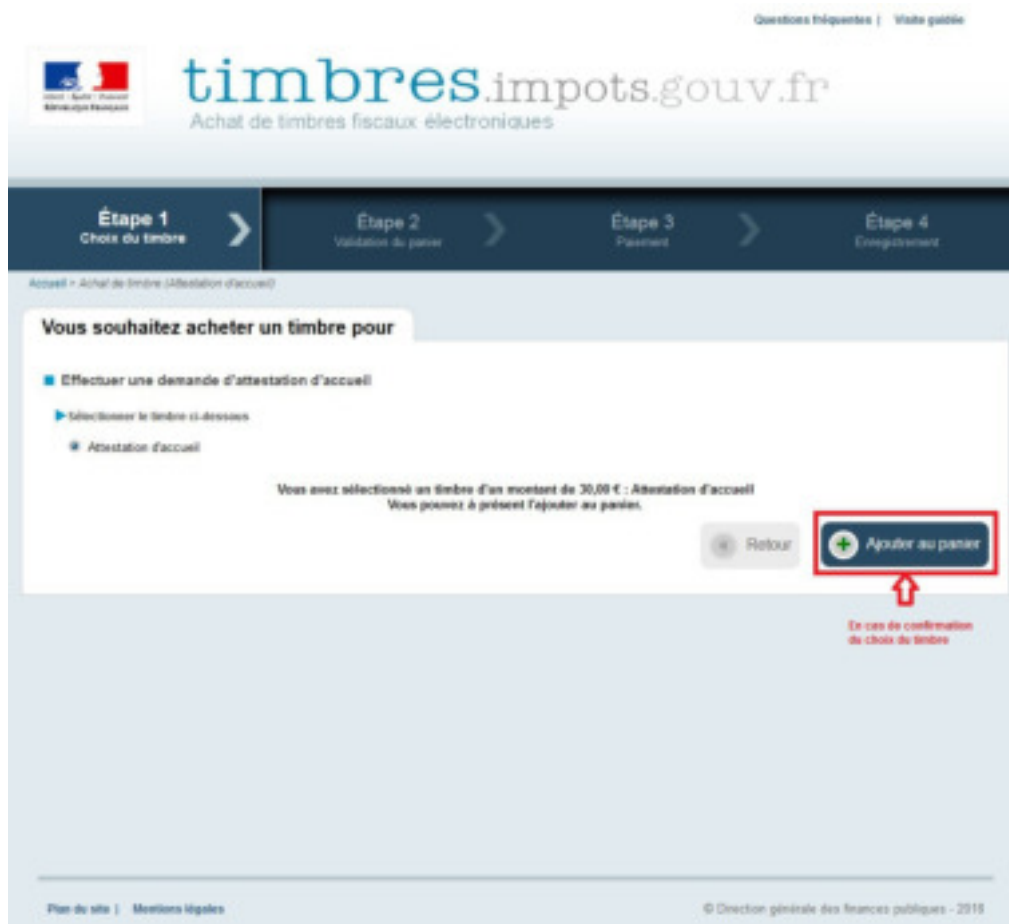 Questions fréquentes | Visite guidée
timbres.impots.gouv.fr
RÉPUBLIQUE FRANÇAISE
Achat de timbres fiscaux électroniques
Étape 1
Choix du timbre
Étape 2
Validation du panier
Étape 3
Paiement
Étape 4
Enregistrement
Accueil > Achat de timbre (Attestation d'accueil)
Vous souhaitez acheter un timbre pour
Effectuer une demande d'attestation d'accueil
Sélectionner le timbre ci-dessous
Attestation d'accueil
Vous avez sélectionné un timbre d'un montant de 30,00 € : Attestation d'accueil
Vous pouvez à présent l'ajouter au panier.
Retour
Ajouter au panier
En cas de confirmation
du choix du timbre
Plan du site | Mentions légales
© Direction générale des finances publiques - 2018